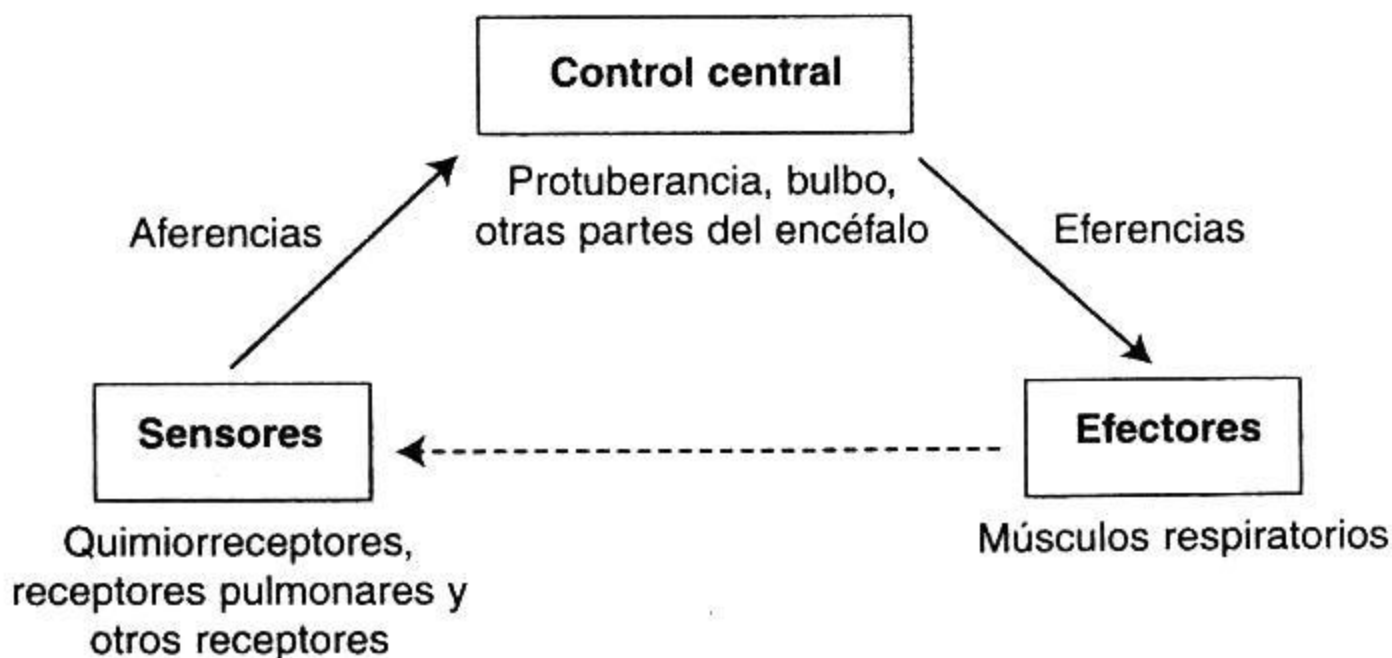 Control central
Protuberancia, bulbo,
otras partes del encéfalo
Aferencias
Eferencias
Sensores
Efectores
Quimiorreceptores,
receptores pulmonares y
otros receptores
Músculos respiratorios